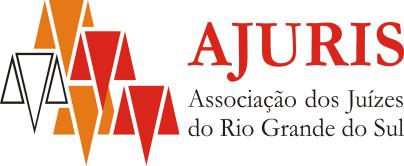 AJURIS
Associação dos Juízes
do Rio Grande do Sul